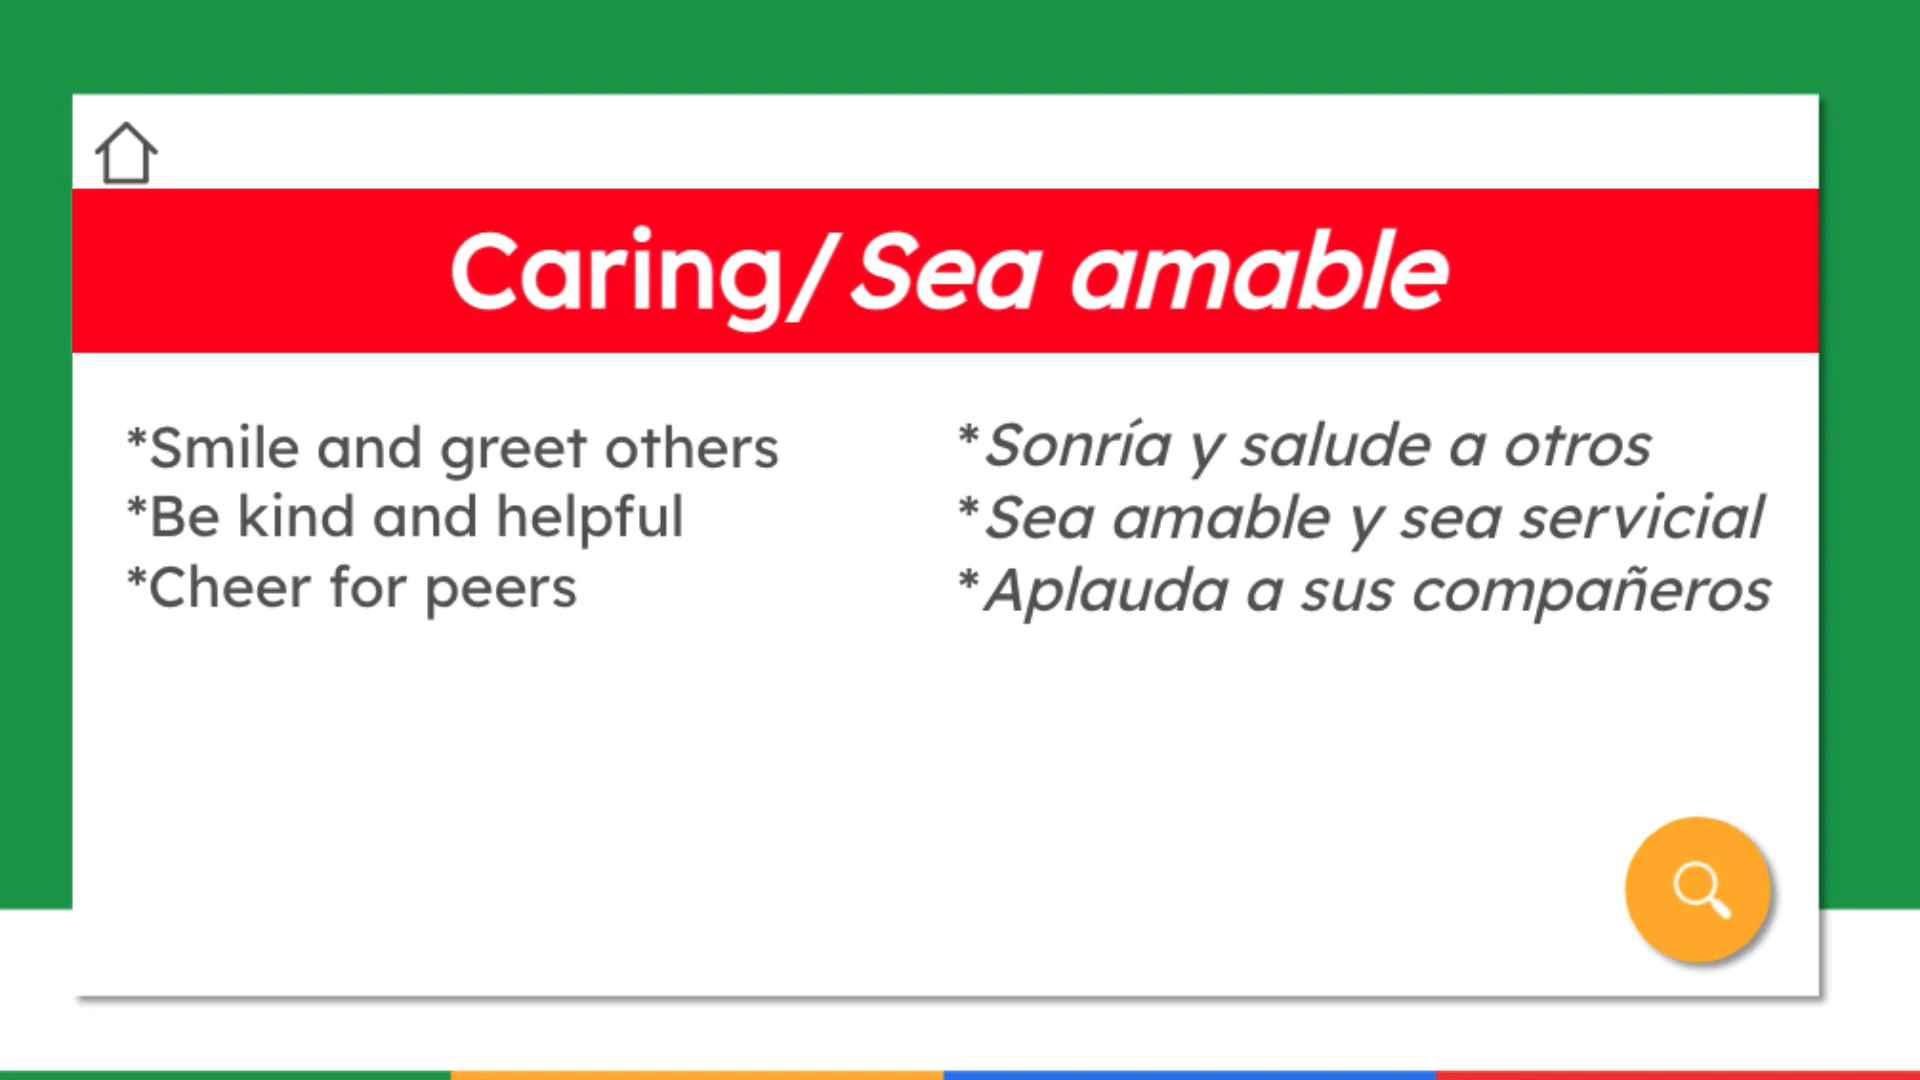 Caring/Sea amable
*Smile and greet others
*Be kind and helpful
*Cheer for peers
*Sonría y salude a otros
*Sea amable y sea servicial
*Aplauda a sus compañeros